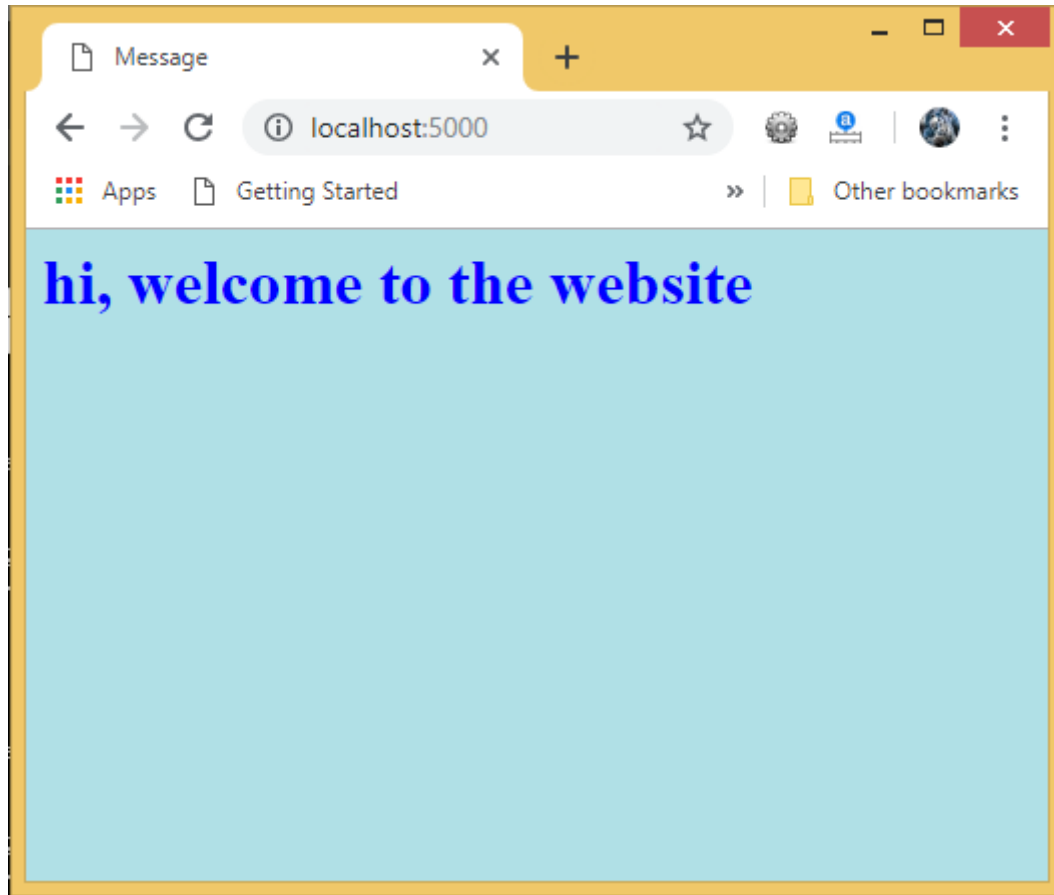 Message
localhost:5000
Apps Getting Started » Other bookmarks
hi, welcome to the website